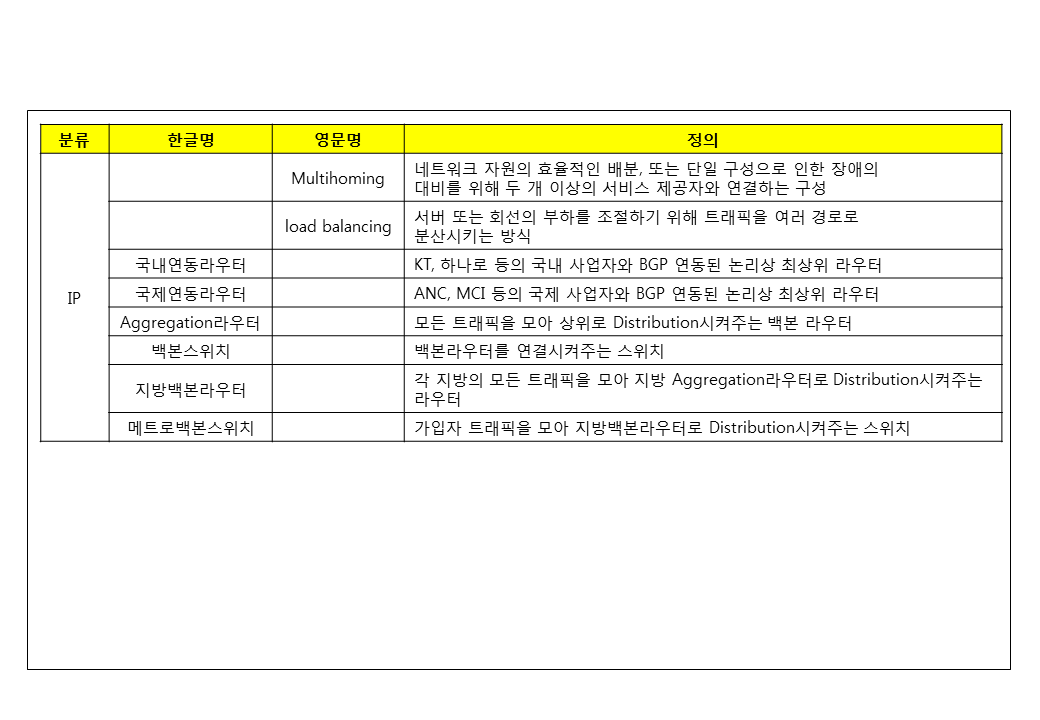 분류 한글명 영문명 정의
IP
Multihoming 네트워크 자원의 효율적인 배분, 또는 단일 구성으로 인한 장애의
대비를 위해 두 개 이상의 서비스 제공자와 연결하는 구성
load balancing 서버 또는 회선의 부하를 조절하기 위해 트래픽을 여러 경로로
분산시키는 방식
국내연동라우터 KT, 하나로 등의 국내 사업자와 BGP 연동된 논리상 최상위 라우터
국제연동라우터 ANC, MCI 등의 국제 사업자와 BGP 연동된 논리상 최상위 라우터
Aggregation라우터 모든 트래픽을 모아 상위로 Distribution시켜주는 백본 라우터
백본스위치 백본라우터를 연결시켜주는 스위치
지방백본라우터 각 지방의 모든 트래픽을 모아 지방 Aggregation라우터로 Distribution시켜주는
라우터
메트로백본스위치 가입자 트래픽을 모아 지방백본라우터로 Distribution시켜주는 스위치